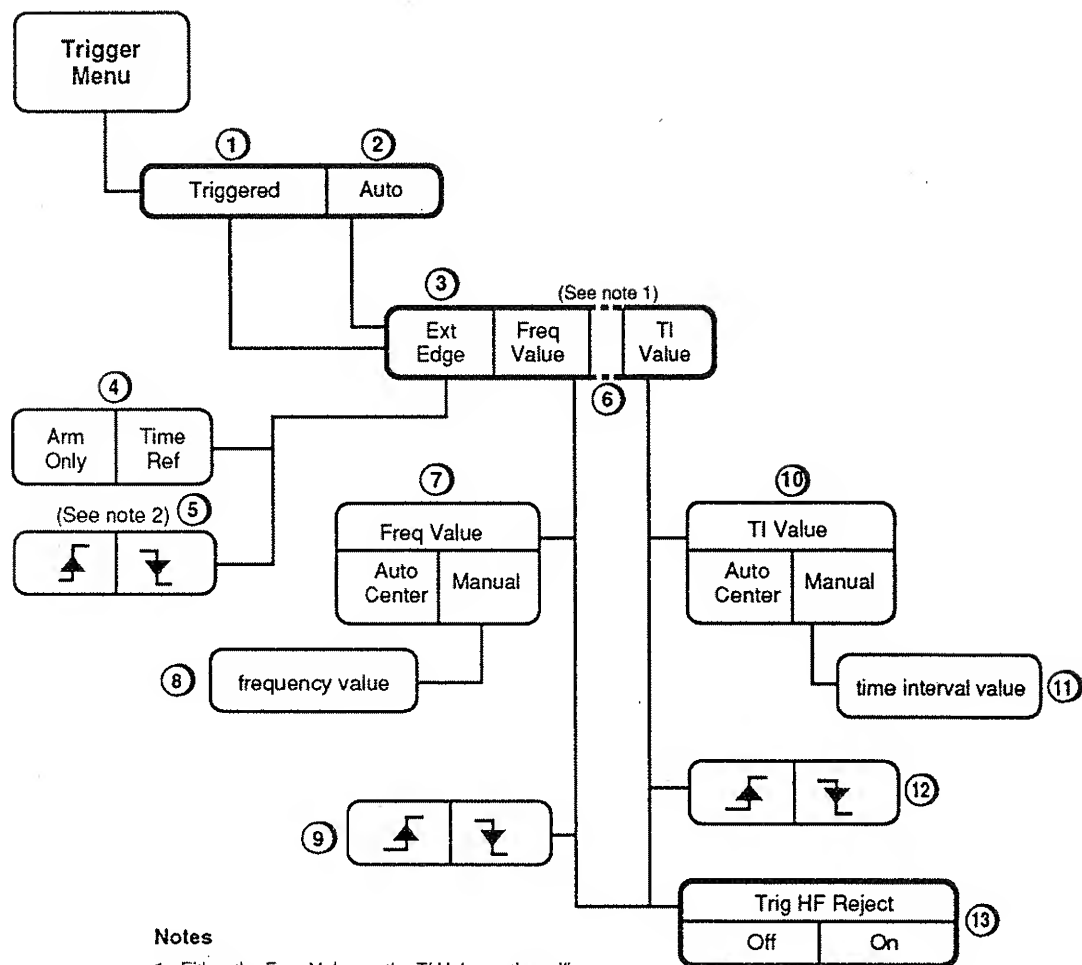 Trigger
Menu
1
2
Triggered
Auto
3
(See note 1)
Ext
Edge
Freq
Value
TI
Value
6
4
Arm
Only
Time
Ref
(See note 2)
5
7
Freq Value
Auto
Center
Manual
10
TI Value
Auto
Center
Manual
8
frequency value
time interval value
11
12
9
Trig HF Reject
Off
On
13
Notes